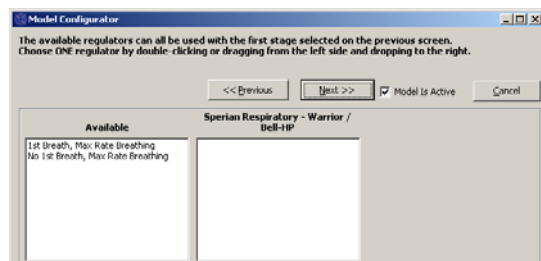 Model Configurator
The available regulators can all be used with the first stage selected on the previous screen.
Choose ONE regulator by double-clicking or dragging from the left side and dropping to the right.
<< Previous Next >> Model Is Active Cancel
Available
Sperian Respiratory - Warrior /
Bell-HP
1st Breath, Max Rate Breathing
No 1st Breath, Max Rate Breathing